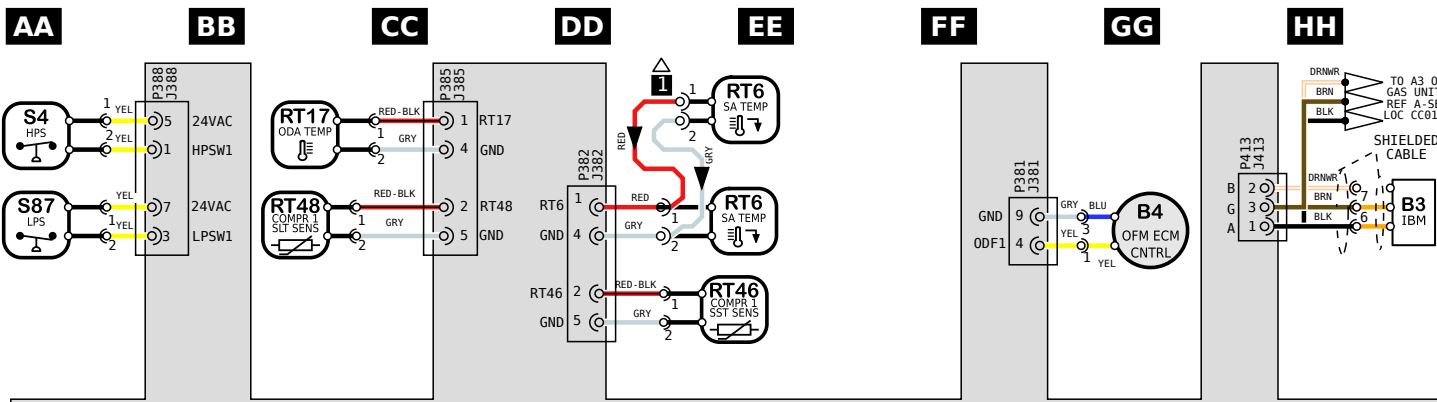 AA BB CC DD EE FF GG HH
P388
J388
S4
HPS
1 YEL 5 24VAC
2 YEL 1 HPSW1
S87
LPS
YEL 1 7 24VAC
YEL 2 3 LPSW1
P385
J385
RT17
ODA TEMP
RED-BLK 1 1 RT17
GRY 2 4 GND
RT48
COMPR 1
SLT SENS
RED-BLK 1 2 RT48
GRY 2 5 GND
P382
J382
1
RT6
SA TEMP
1
2
RED
GRY
RT6 1 RED 1
GND 4 GRY 2
RT6
SA TEMP
RT46 2 RED-BLK 1
GND 5 GRY 2
RT46
COMPR 1
SST SENS
P381
J381
GND 9 GRY 3 BLU
ODF1 4 YEL 1 YEL
B4
OFM ECM
CNTRL
P413
J413
DRNWR
BRN
BLK
TO A3 O
GAS UNIT
REF A-SE
LOC CC01
SHIELDED
CABLE
B 2 DRNWR 7
G 3 BRN 6
A 1 BLK
B3
IBM